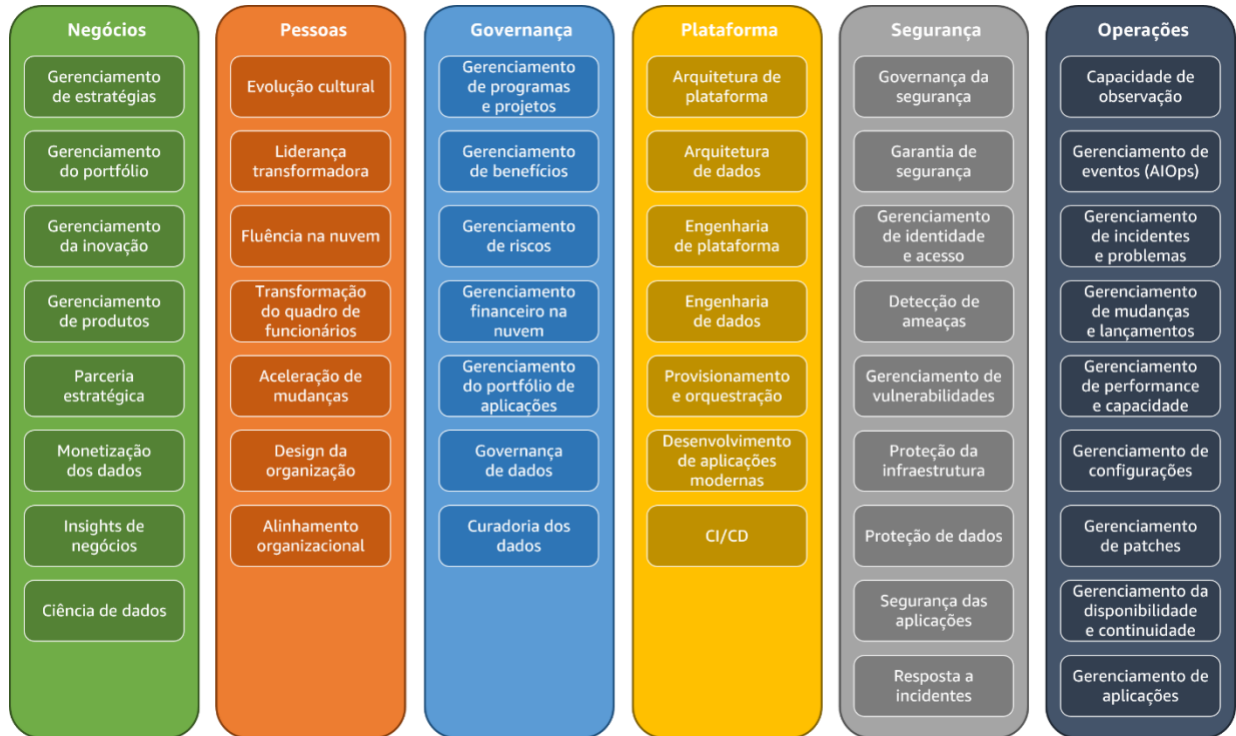 Negócios
Gerenciamento
de estratégias
Gerenciamento
do portfólio
Gerenciamento
da inovação
Gerenciamento
de produtos
Parceria
estratégica
Monetização
dos dados
Insights de
negócios
Ciência de dados
Pessoas
Evolução cultural
Liderança
transformadora
Fluência na nuvem
Transformação
do quadro de
funcionários
Aceleração de
mudanças
Design da
organização
Alinhamento
organizacional
Governança
Gerenciamento
de programas
e projetos
Gerenciamento
de benefícios
Gerenciamento
de riscos
Gerenciamento
financeiro na
nuvem
Gerenciamento
do portfólio de
aplicações
Governança
de dados
Curadoria dos
dados
Plataforma
Arquitetura de
plataforma
Arquitetura
de dados
Engenharia
de plataforma
Engenharia
de dados
Provisionamento
e orquestração
Desenvolvimento
de aplicações
modernas
CI/CD
Segurança
Governança da
segurança
Garantia de
segurança
Gerenciamento
de identidade
e acesso
Detecção de
ameaças
Gerenciamento de
vulnerabilidades
Proteção da
infraestrutura
Proteção de dados
Segurança das
aplicações
Resposta a
incidentes
Operações
Capacidade de
observação
Gerenciamento de
eventos (AIOps)
Gerenciamento
de incidentes
e problemas
Gerenciamento
de mudanças
e lançamentos
Gerenciamento
de performance
e capacidade
Gerenciamento de
configurações
Gerenciamento
de patches
Gerenciamento da
disponibilidade
e continuidade
Gerenciamento de
aplicações